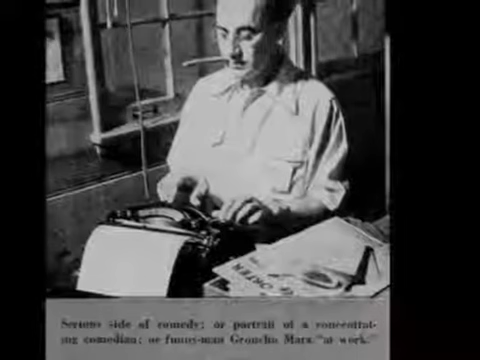 Serious side of comedy; or portrait of a concentrat-
ing comedian; or funny-man Groucho Marx "at work."